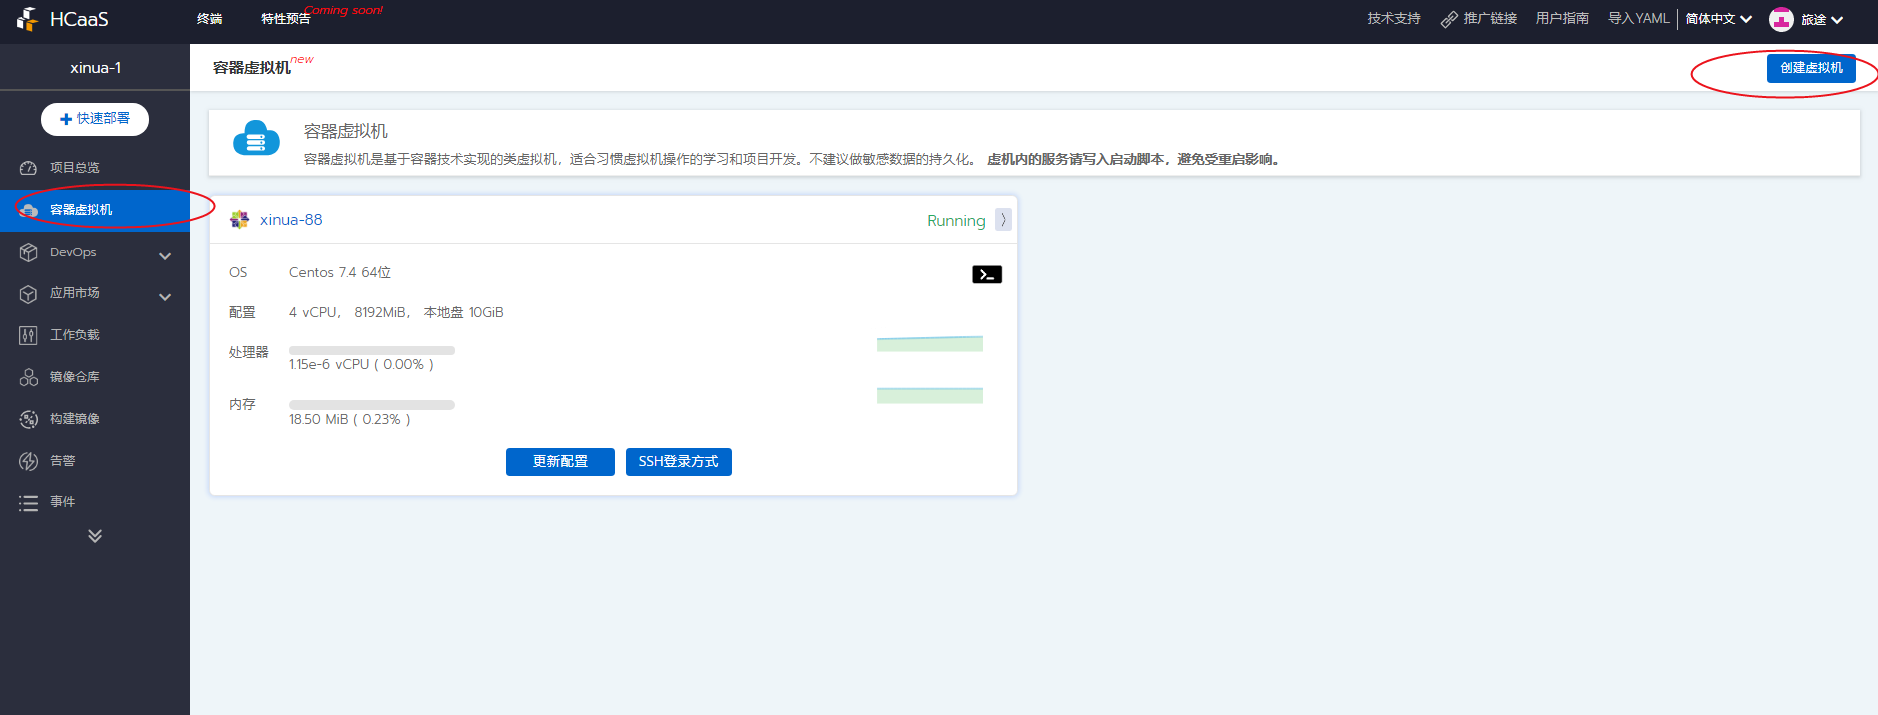 HCaaS
终端
特性预告
Coming soon!
技术支持
推广链接
用户指南
导入YAML
简体中文
旅途
xinua-1
快速部署
项目总览
容器虚拟机
DevOps
应用市场
工作负载
镜像仓库
构建镜像
告警
事件
容器虚拟机new
创建虚拟机
容器虚拟机
容器虚拟机是基于容器技术实现的类虚拟机，适合习惯虚拟机操作的学习和项目开发。不建议做敏感数据的持久化。 虚机内的服务请写入启动脚本，避免受重启影响。
xinua-88
Running
OS Centos 7.4 64位
配置 4 vCPU， 8192MiB， 本地盘 10GiB
处理器
1.15e-6 vCPU ( 0.00% )
内存
18.50 MiB ( 0.23% )
更新配置
SSH登录方式